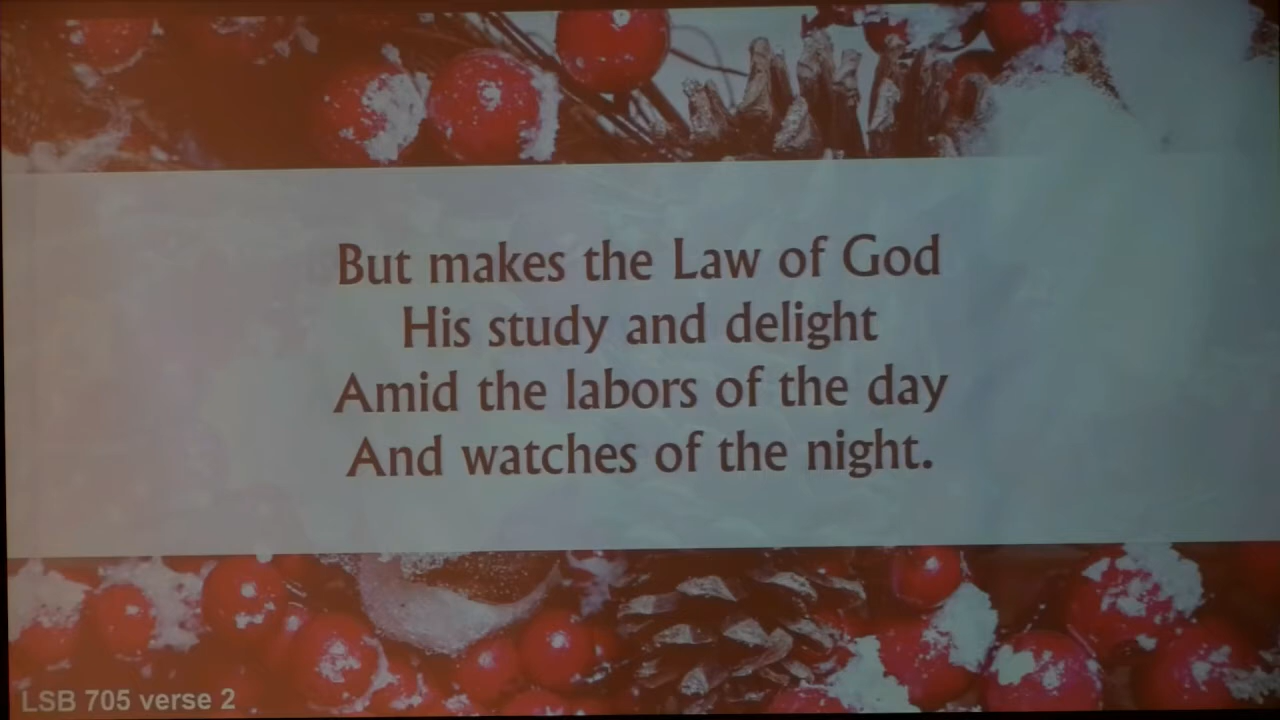 But makes the Law of God
His study and delight
Amid the labors of the day
And watches of the night.
LSB 705 verse 2